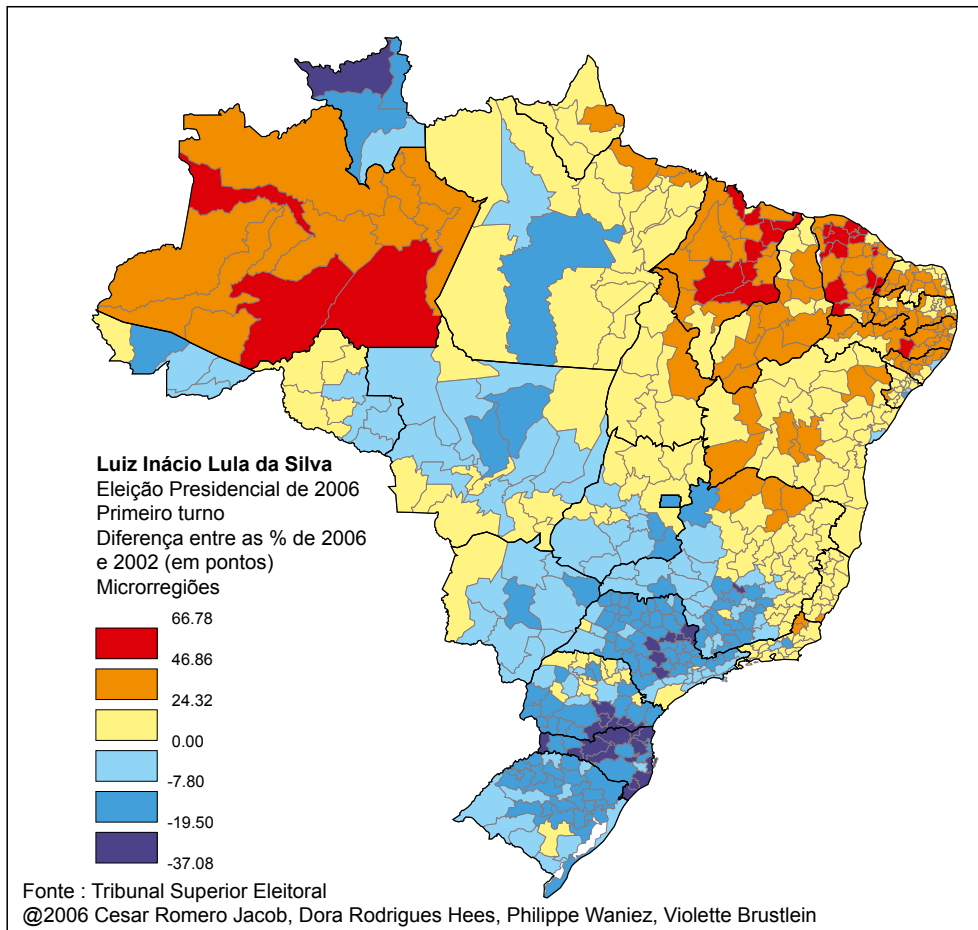 Luiz Inácio Lula da Silva
Eleição Presidencial de 2006
Primeiro turno
Diferença entre as % de 2006
e 2002 (em pontos)
Microrregiões
66.78
46.86
24.32
0.00
-7.80
-19.50
-37.08
Fonte : Tribunal Superior Eleitoral
@2006 Cesar Romero Jacob, Dora Rodrigues Hees, Philippe Waniez, Violette Brustlein